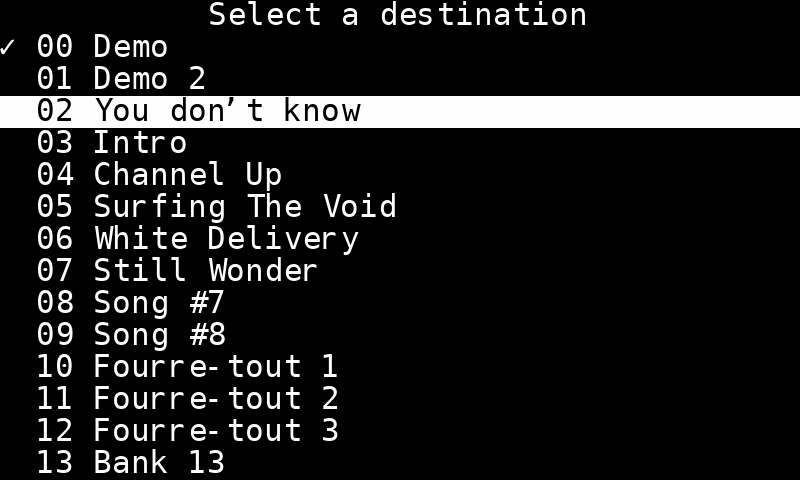 Select a destination
✓ 00 Demo
01 Demo 2
02 You don’t know
03 Intro
04 Channel Up
05 Surfing The Void
06 White Delivery
07 Still Wonder
08 Song #7
09 Song #8
10 Fourre-tout 1
11 Fourre-tout 2
12 Fourre-tout 3
13 Bank 13